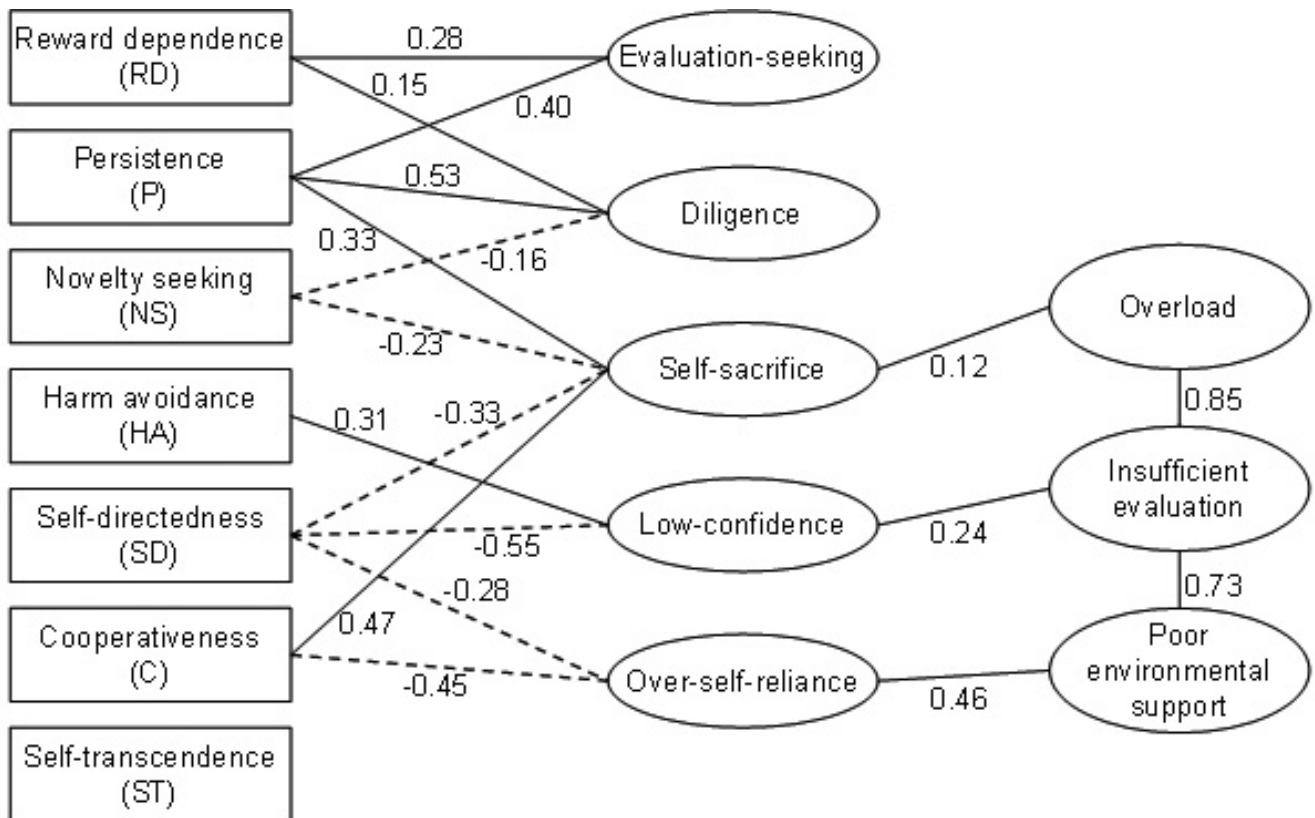 Reward dependence
(RD)
0.28
Evaluation-seeking
0.15
0.40
Persistence
(P)
0.53
Diligence
0.33
-0.16
Novelty seeking
(NS)
-0.23
Overload
Self-sacrifice
0.12
Harm avoidance
(HA)
0.31
-0.33
0.85
Self-directedness
(SD)
-0.55
Low-confidence
0.24
Insufficient
evaluation
-0.28
0.73
Cooperativeness
(C)
0.47
-0.45
Over-self-reliance
0.46
Poor
environmental
support
Self-transcendence
(ST)